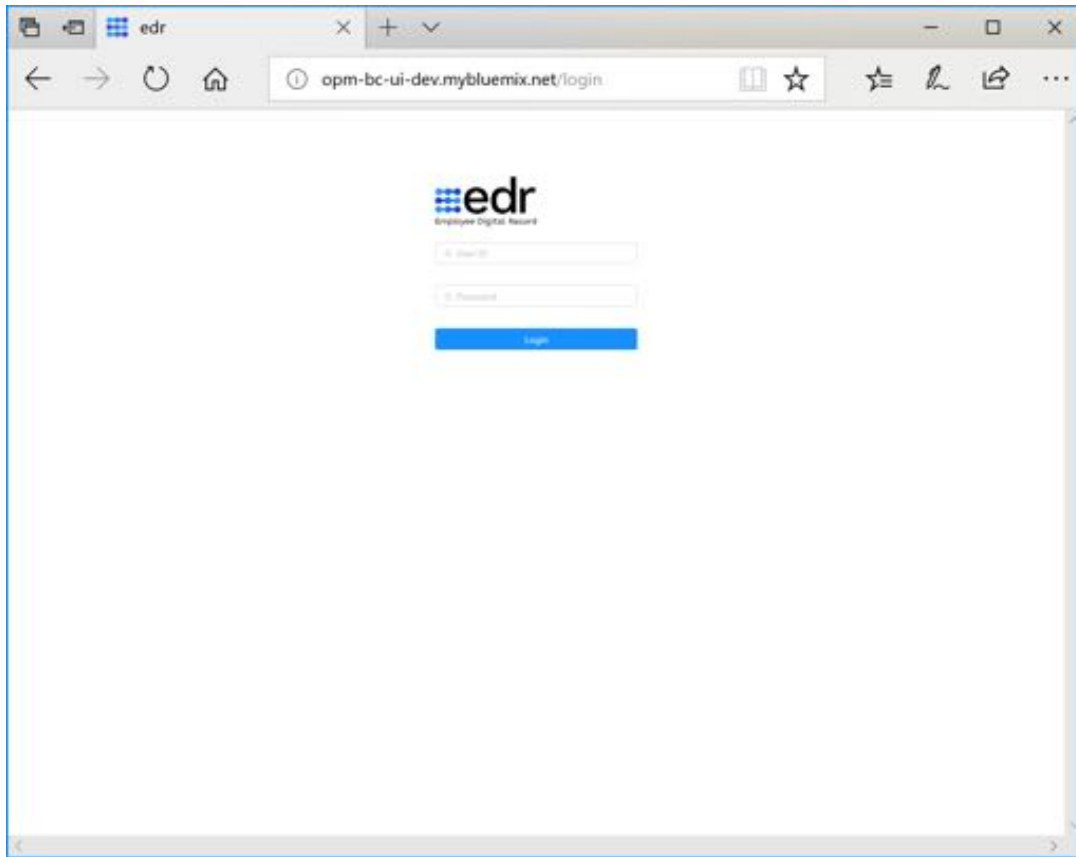 edr
opm-bc-ui-dev.mybluemix.net/login
edr
Employee Digital Record
User ID
Password
Login